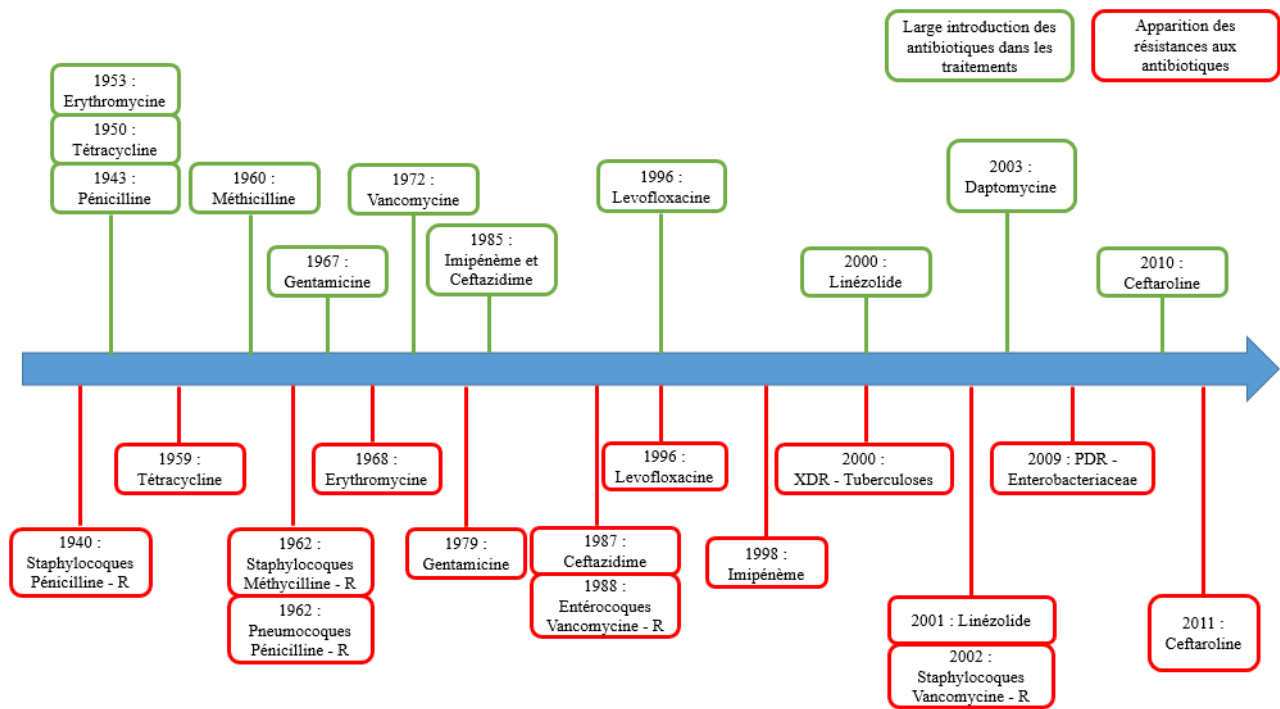 Large introduction des
antibiotiques dans les
traitements
Apparition des
résistances aux
antibiotiques
1953 :
Erythromycine
1950 :
Tétracycline
1943 :
Pénicilline
1960 :
Méthicilline
1967 :
Gentamicine
1972 :
Vancomycine
1985 :
Imipénème et
Ceftazidime
1996 :
Levofloxacine
2000 :
Linézolide
2003 :
Daptomycine
2010 :
Ceftaroline
1940 :
Staphylocoques
Pénicilline - R
1959 :
Tétracycline
1962 :
Staphylocoques
Méthycilline - R
1962 :
Pneumocoques
Pénicilline - R
1968 :
Erythromycine
1979 :
Gentamicine
1987 :
Ceftazidime
1988 :
Entérocoques
Vancomycine - R
1996 :
Levofloxacine
1998 :
Imipénème
2000 :
XDR - Tuberculoses
2001 : Linézolide
2002 :
Staphylocoques
Vancomycine - R
2009 : PDR -
Enterobacteriaceae
2011 :
Ceftaroline